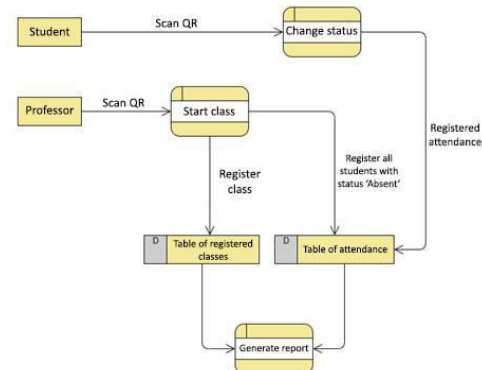 Scan QR
Student
Change status
Scan QR
Professor
Start class
Registered
attendance
Register
class
Register all
students with
status 'Absent'
D
Table of registered
classes
D
Table of attendance
Generate report